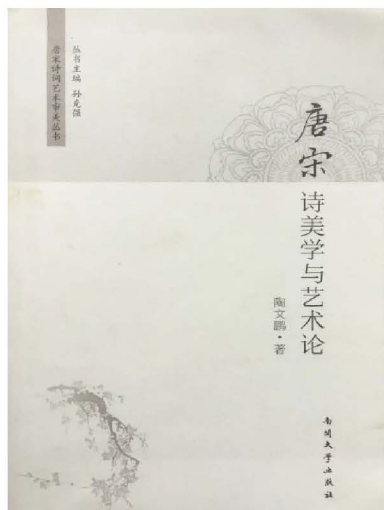 唐宋诗词艺术审美丛书
丛书主编 孙克强
唐宋诗美学与艺术论
陶文鹏·著
南开大学出版社